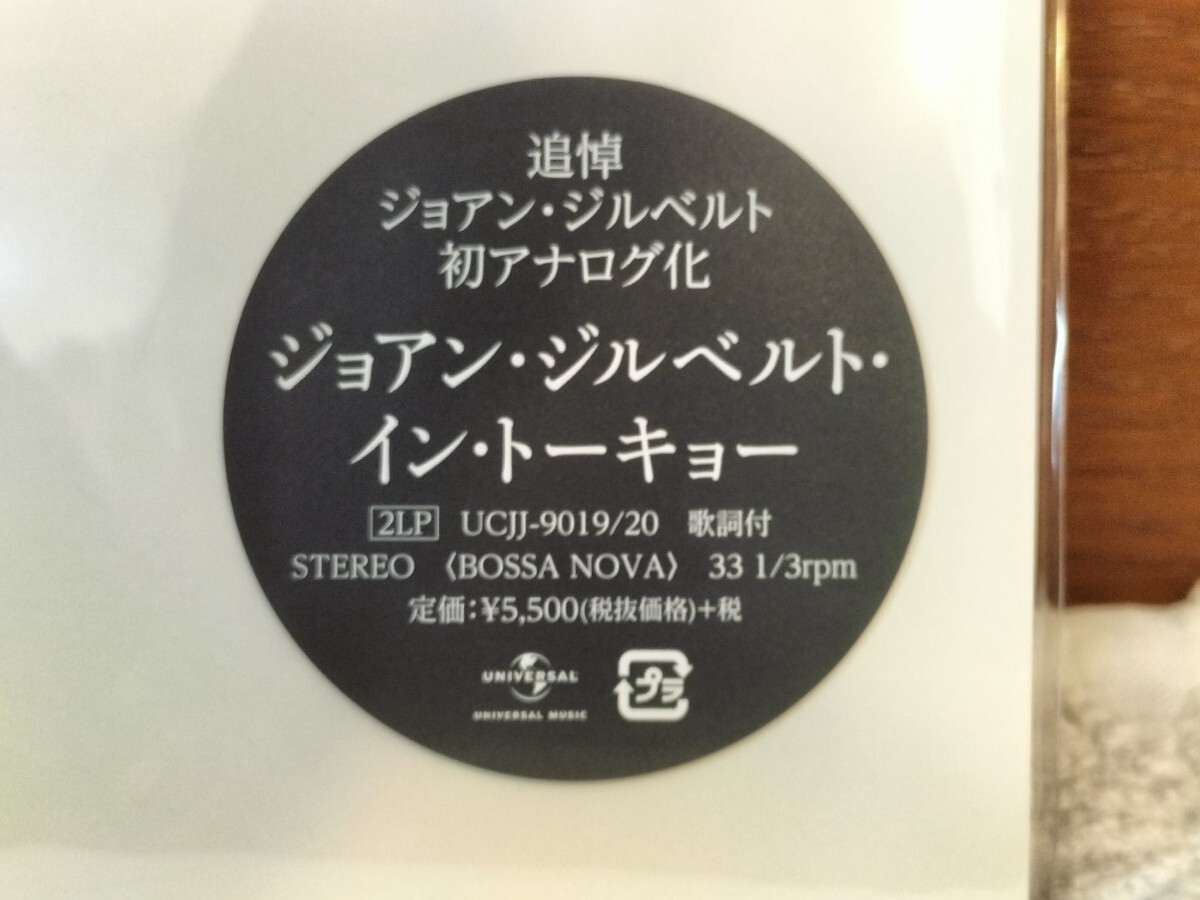 追悼
ジョアン・ジルベルト
初アナログ化
ジョアン・ジルベルト・
イン・トーキョー
2LP UCJJ-9019/20 歌詞付
STEREO 〈BOSSA NOVA〉 33 1/3rpm
定価:¥5,500(税抜価格)+税
UNIVERSAL
UNIVERSAL MUSIC
プラ